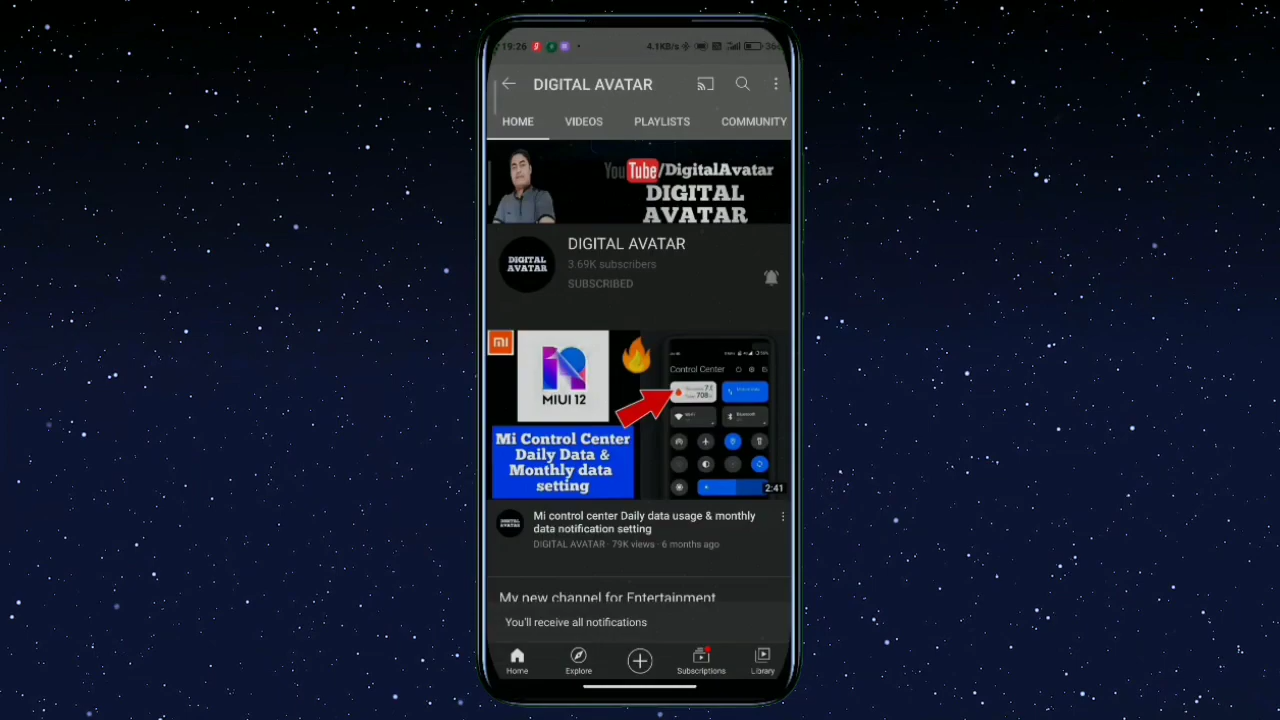 19:26
4.1KB/s
DIGITAL AVATAR
HOME VIDEOS PLAYLISTS COMMUNITY
YouTube/DigitalAvatar
DIGITAL
AVATAR
DIGITAL
AVATAR
DIGITAL AVATAR
3.69K subscribers
SUBSCRIBED
MIUI 12
Mi Control Center
Daily Data &
Monthly data
setting
Control Center
2:41
Mi control center Daily data usage & monthly
data notification setting
DIGITAL AVATAR · 79K views · 6 months ago
My new channel for Entertainment
You'll receive all notifications
Home Explore Subscriptions Library